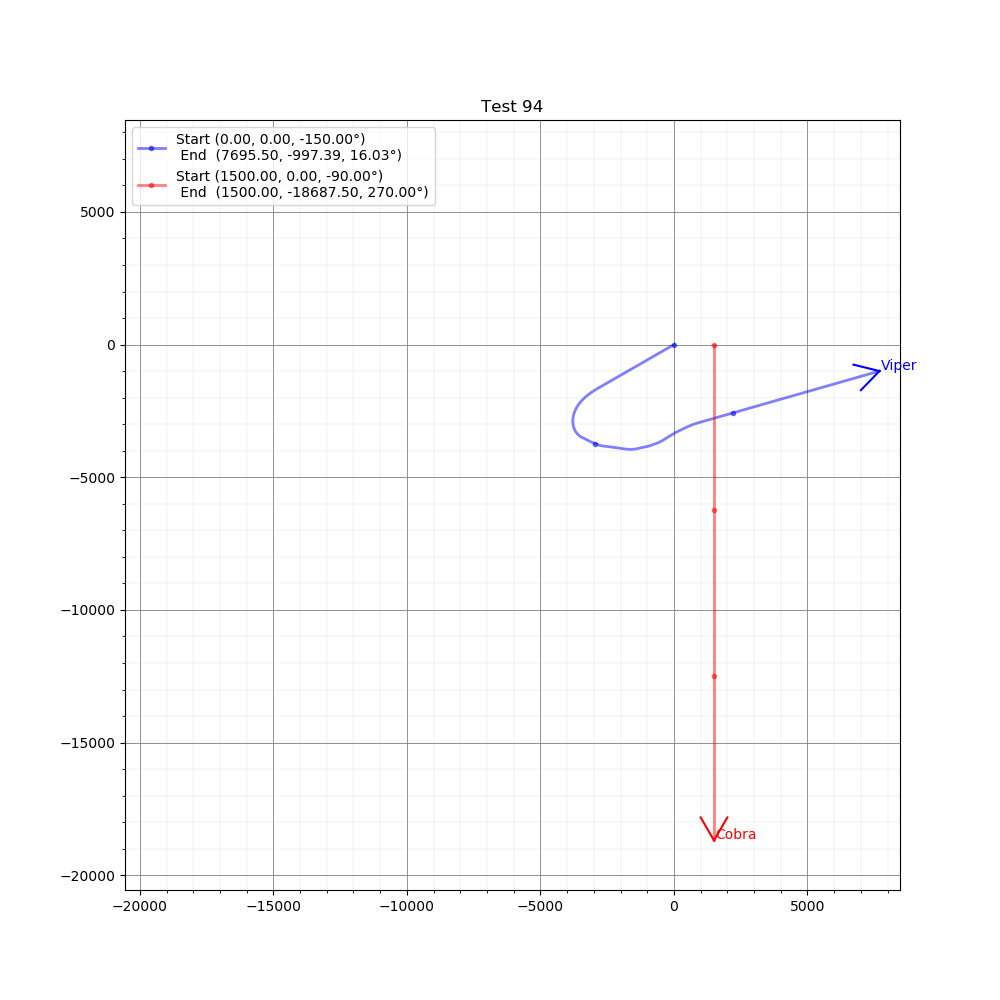 Test 94
Start (0.00, 0.00, -150.00°)
End (7695.50, -997.39, 16.03°)
Start (1500.00, 0.00, -90.00°)
End (1500.00, -18687.50, 270.00°)
5000
0
−5000
−10000
−15000
−20000
Viper
Cobra
−20000
−15000
−10000
−5000
0
5000